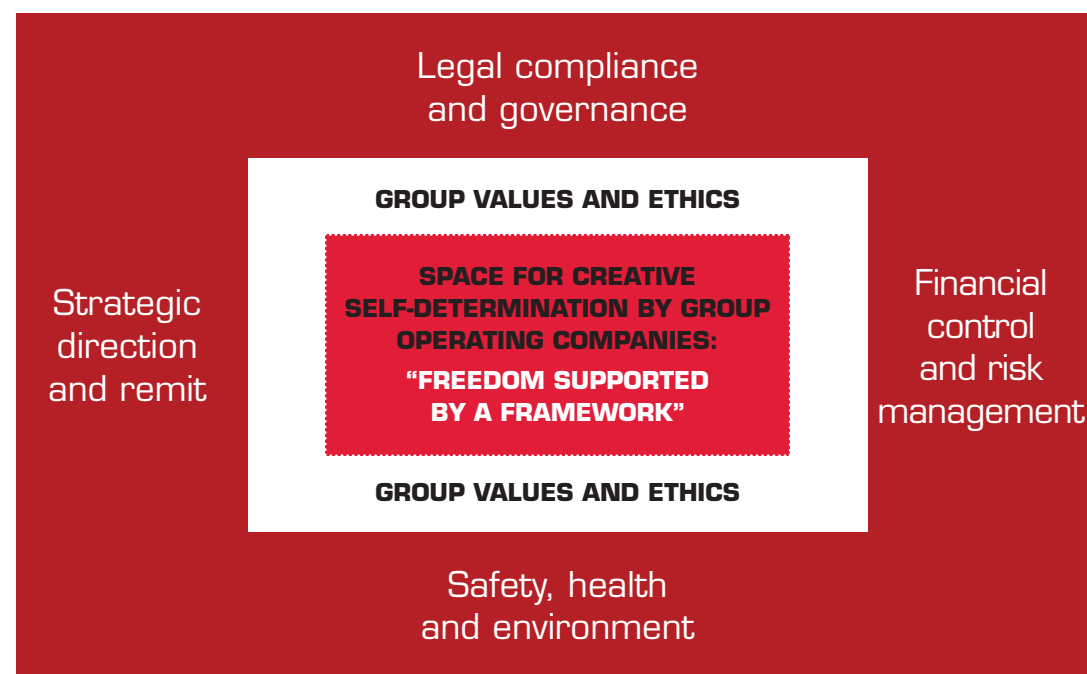 Legal compliance
and governance
GROUP VALUES AND ETHICS
Strategic
direction
and remit
SPACE FOR CREATIVE
SELF-DETERMINATION BY GROUP
OPERATING COMPANIES:
“FREEDOM SUPPORTED
BY A FRAMEWORK”
Financial
control
and risk
management
GROUP VALUES AND ETHICS
Safety, health
and environment